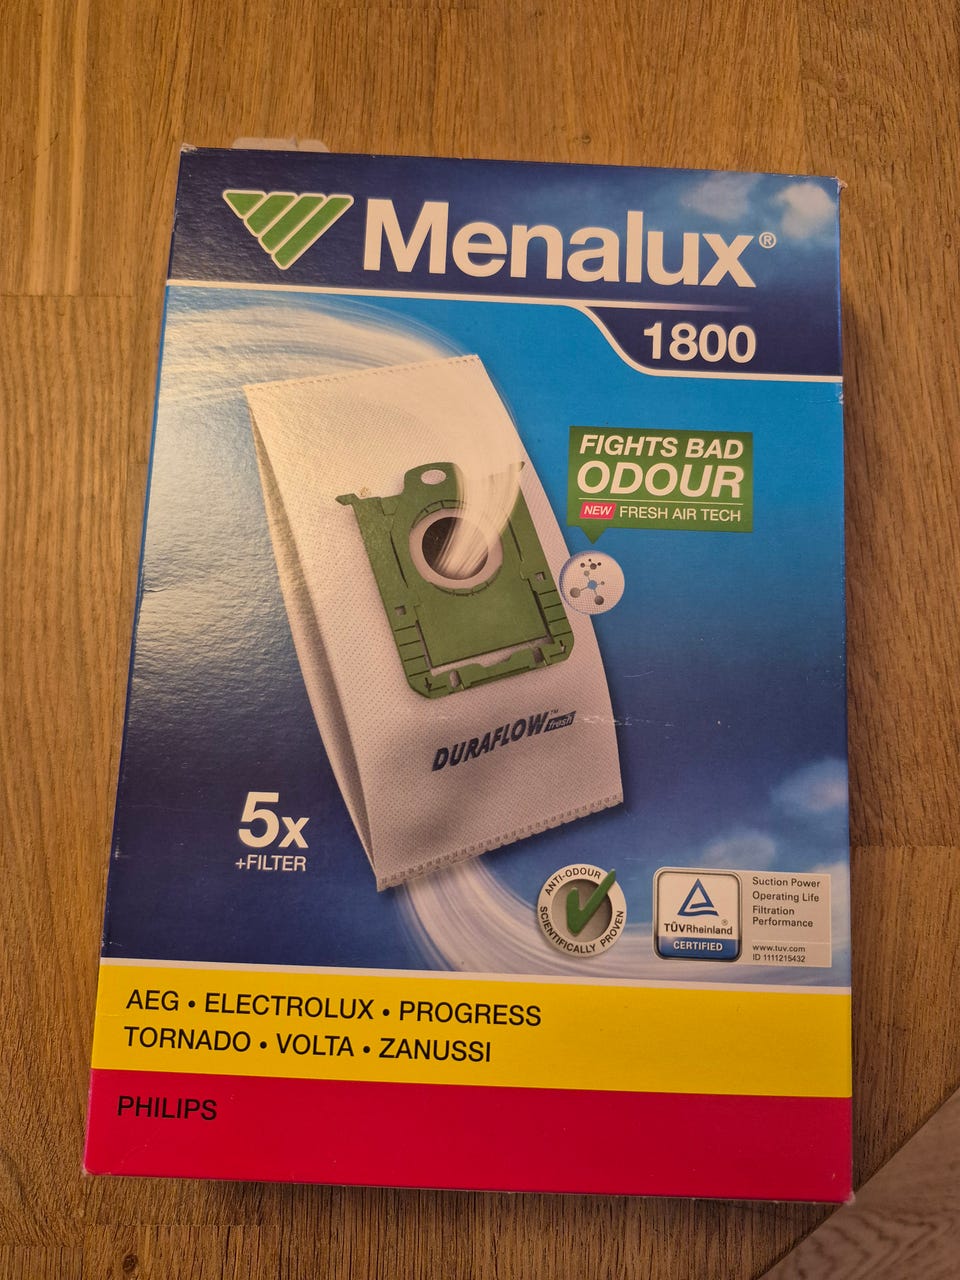 Menalux®
1800
FIGHTS BAD
ODOUR
NEW FRESH AIR TECH
DURAFLOW™ fresh
5x
+FILTER
ANTI-ODOUR
SCIENTIFICALLY PROVEN
TÜVRheinland®
CERTIFIED
Suction Power
Operating Life
Filtration
Performance
www.tuv.com
ID 1111215432
AEG • ELECTROLUX • PROGRESS
TORNADO • VOLTA • ZANUSSI
PHILIPS